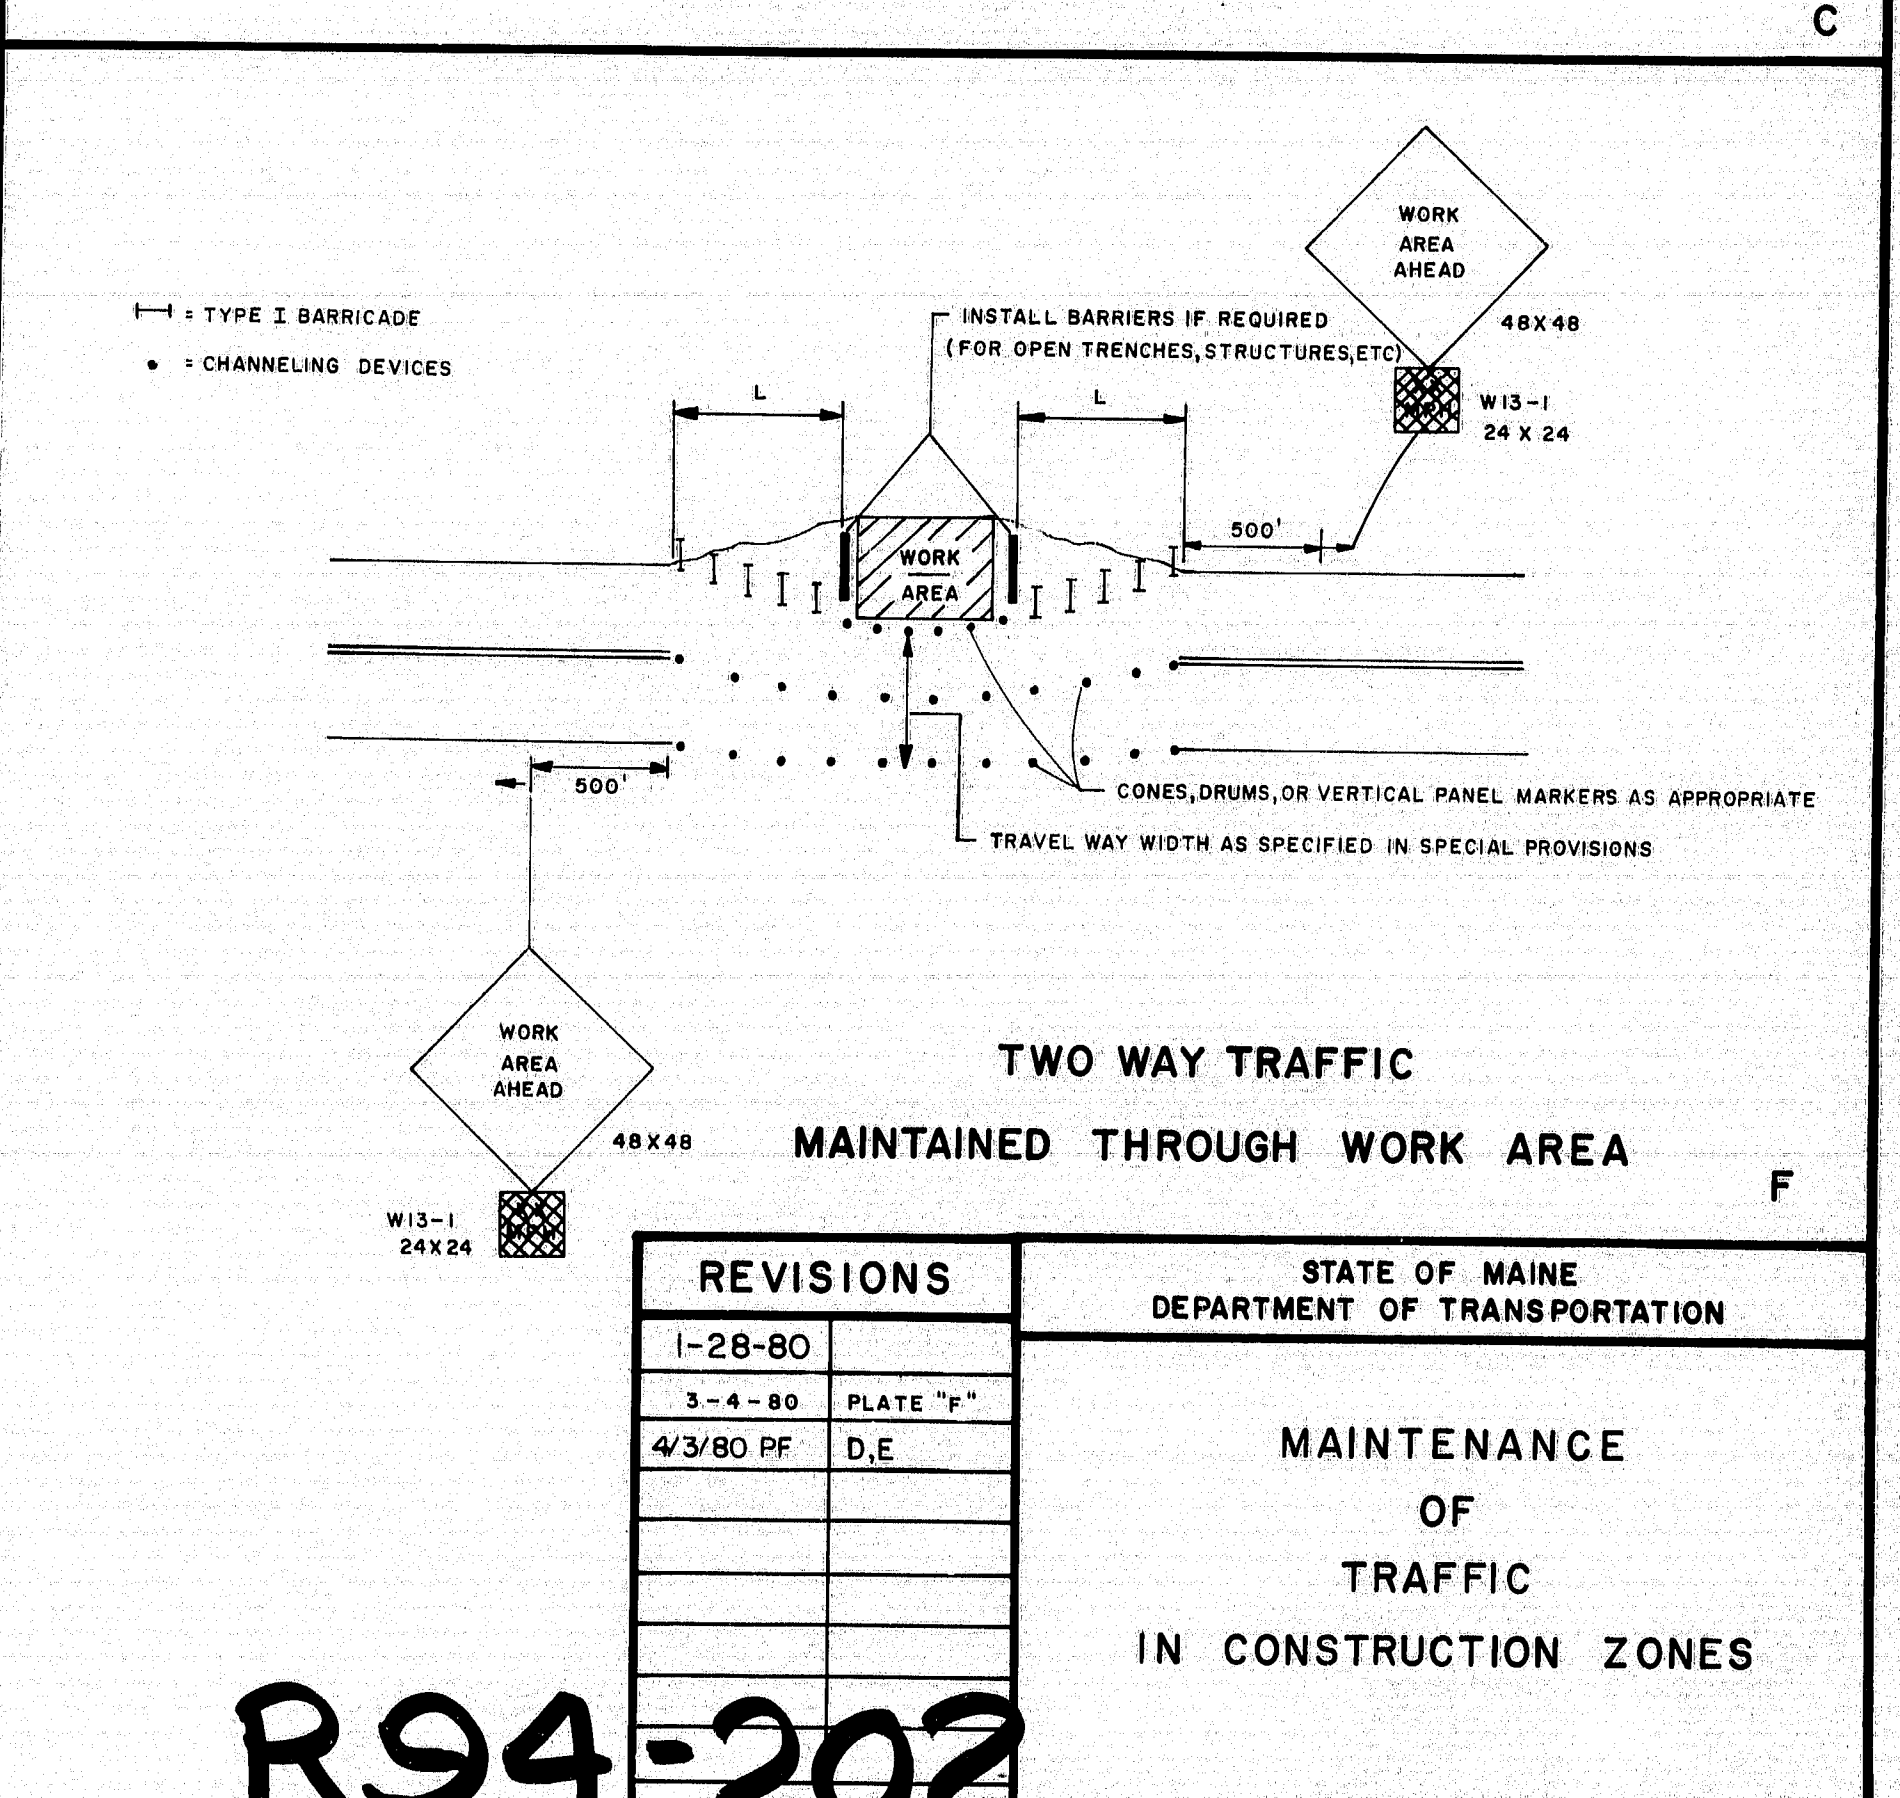 C
WORK
AREA
AHEAD
48X48
W13-1
24 X 24
= TYPE I BARRICADE
= CHANNELING DEVICES
INSTALL BARRIERS IF REQUIRED
(FOR OPEN TRENCHES, STRUCTURES, ETC)
L
L
500'
WORK
AREA
500'
CONES, DRUMS, OR VERTICAL PANEL MARKERS AS APPROPRIATE
TRAVEL WAY WIDTH AS SPECIFIED IN SPECIAL PROVISIONS
WORK
AREA
AHEAD
48X48
W13-1
24X24
TWO WAY TRAFFIC
MAINTAINED THROUGH WORK AREA
F
REVISIONS
1-28-80
3-4-80 PLATE "F"
4/3/80 PF D,E
STATE OF MAINE
DEPARTMENT OF TRANSPORTATION
MAINTENANCE
OF
TRAFFIC
IN CONSTRUCTION ZONES
R94-202